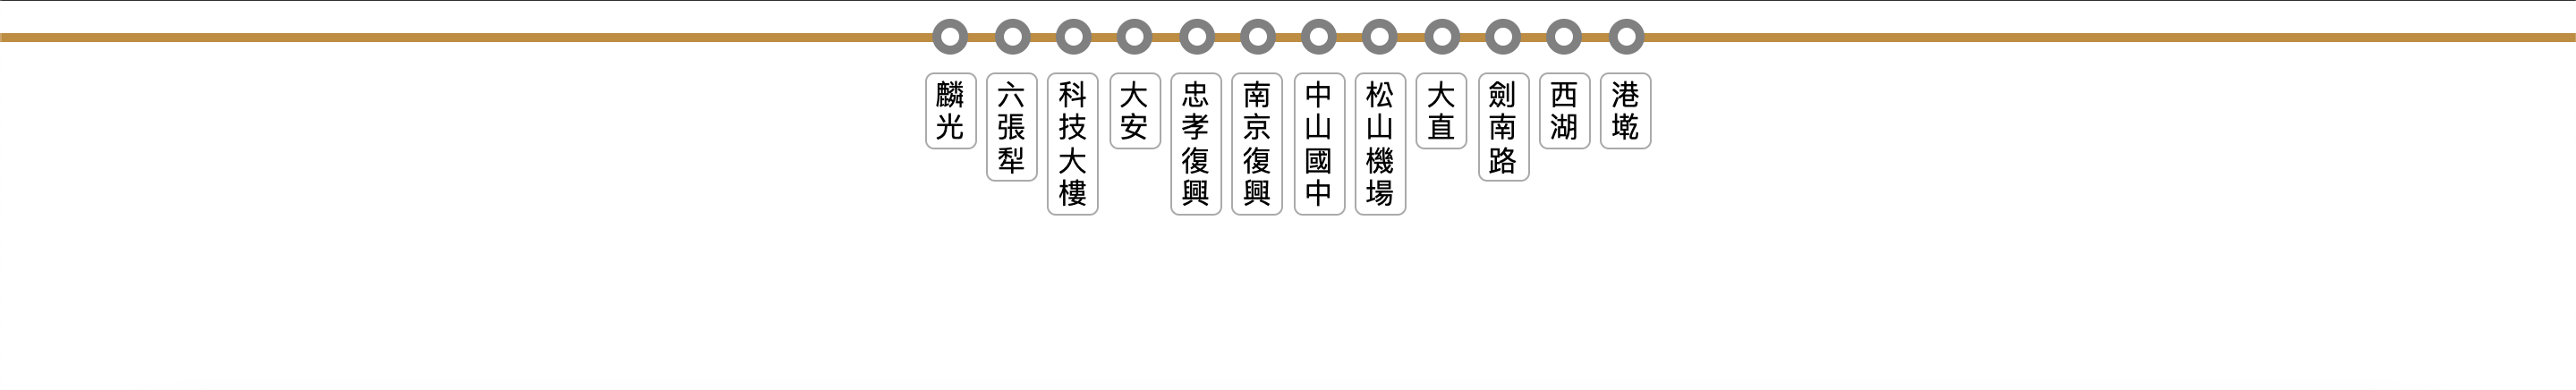 麟光
六張犁
科技大樓
大安
忠孝復興
南京復興
中山國中
松山機場
大直
劍南路
西湖
港墘